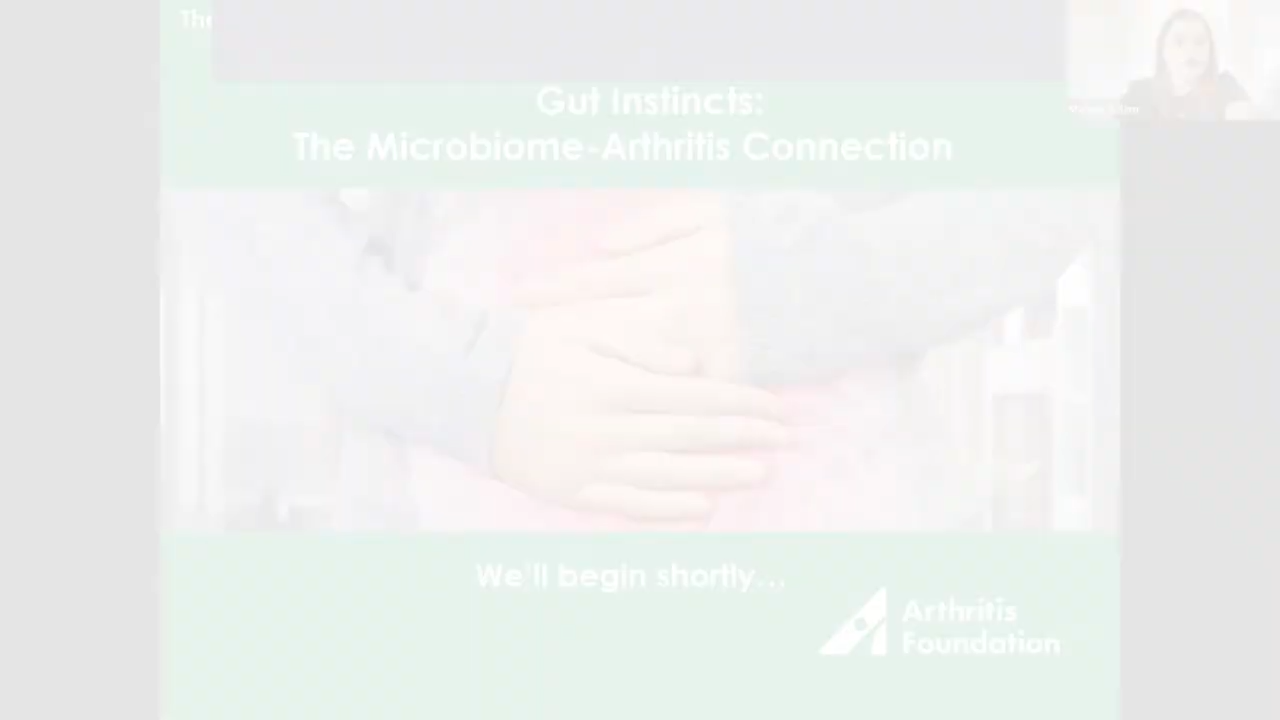 Gut Instincts:
The Microbiome-Arthritis Connection
We'll begin shortly...
Arthritis
Foundation